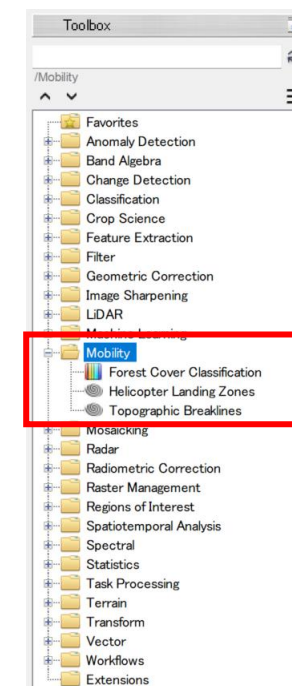 Toolbox
/Mobility
Favorites
Anomaly Detection
Band Algebra
Change Detection
Classification
Crop Science
Feature Extraction
Filter
Geometric Correction
Image Sharpening
LiDAR
Machine Learning
Mobility
Forest Cover Classification
Helicopter Landing Zones
Topographic Breaklines
Mosaicking
Radar
Radiometric Correction
Raster Management
Regions of Interest
Spatiotemporal Analysis
Spectral
Statistics
Task Processing
Terrain
Transform
Vector
Workflows
Extensions